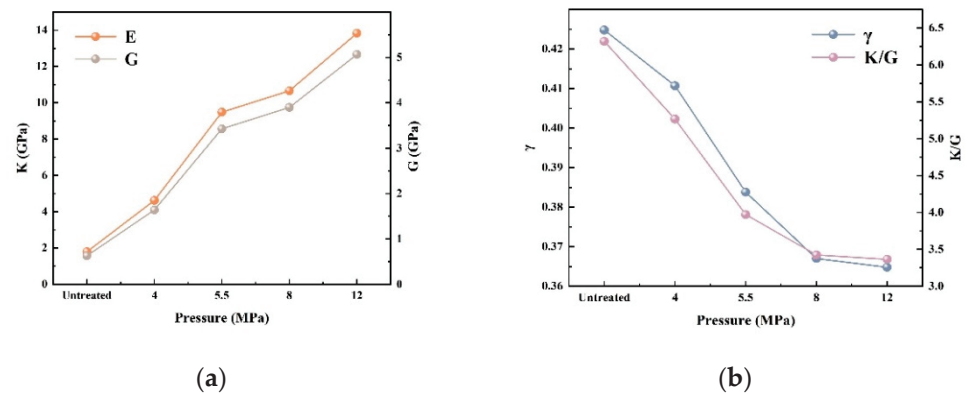 E
G
14
12
10
8
6
4
2
0
K (GPa)
5
4
3
2
1
0
G (GPa)
Untreated 4 5.5 8 12
Pressure (MPa)
(a)
γ
K/G
0.42
0.41
0.40
0.39
0.38
0.37
0.36
γ
6.5
6.0
5.5
5.0
4.5
4.0
3.5
3.0
K/G
Untreated 4 5.5 8 12
Pressure (MPa)
(b)